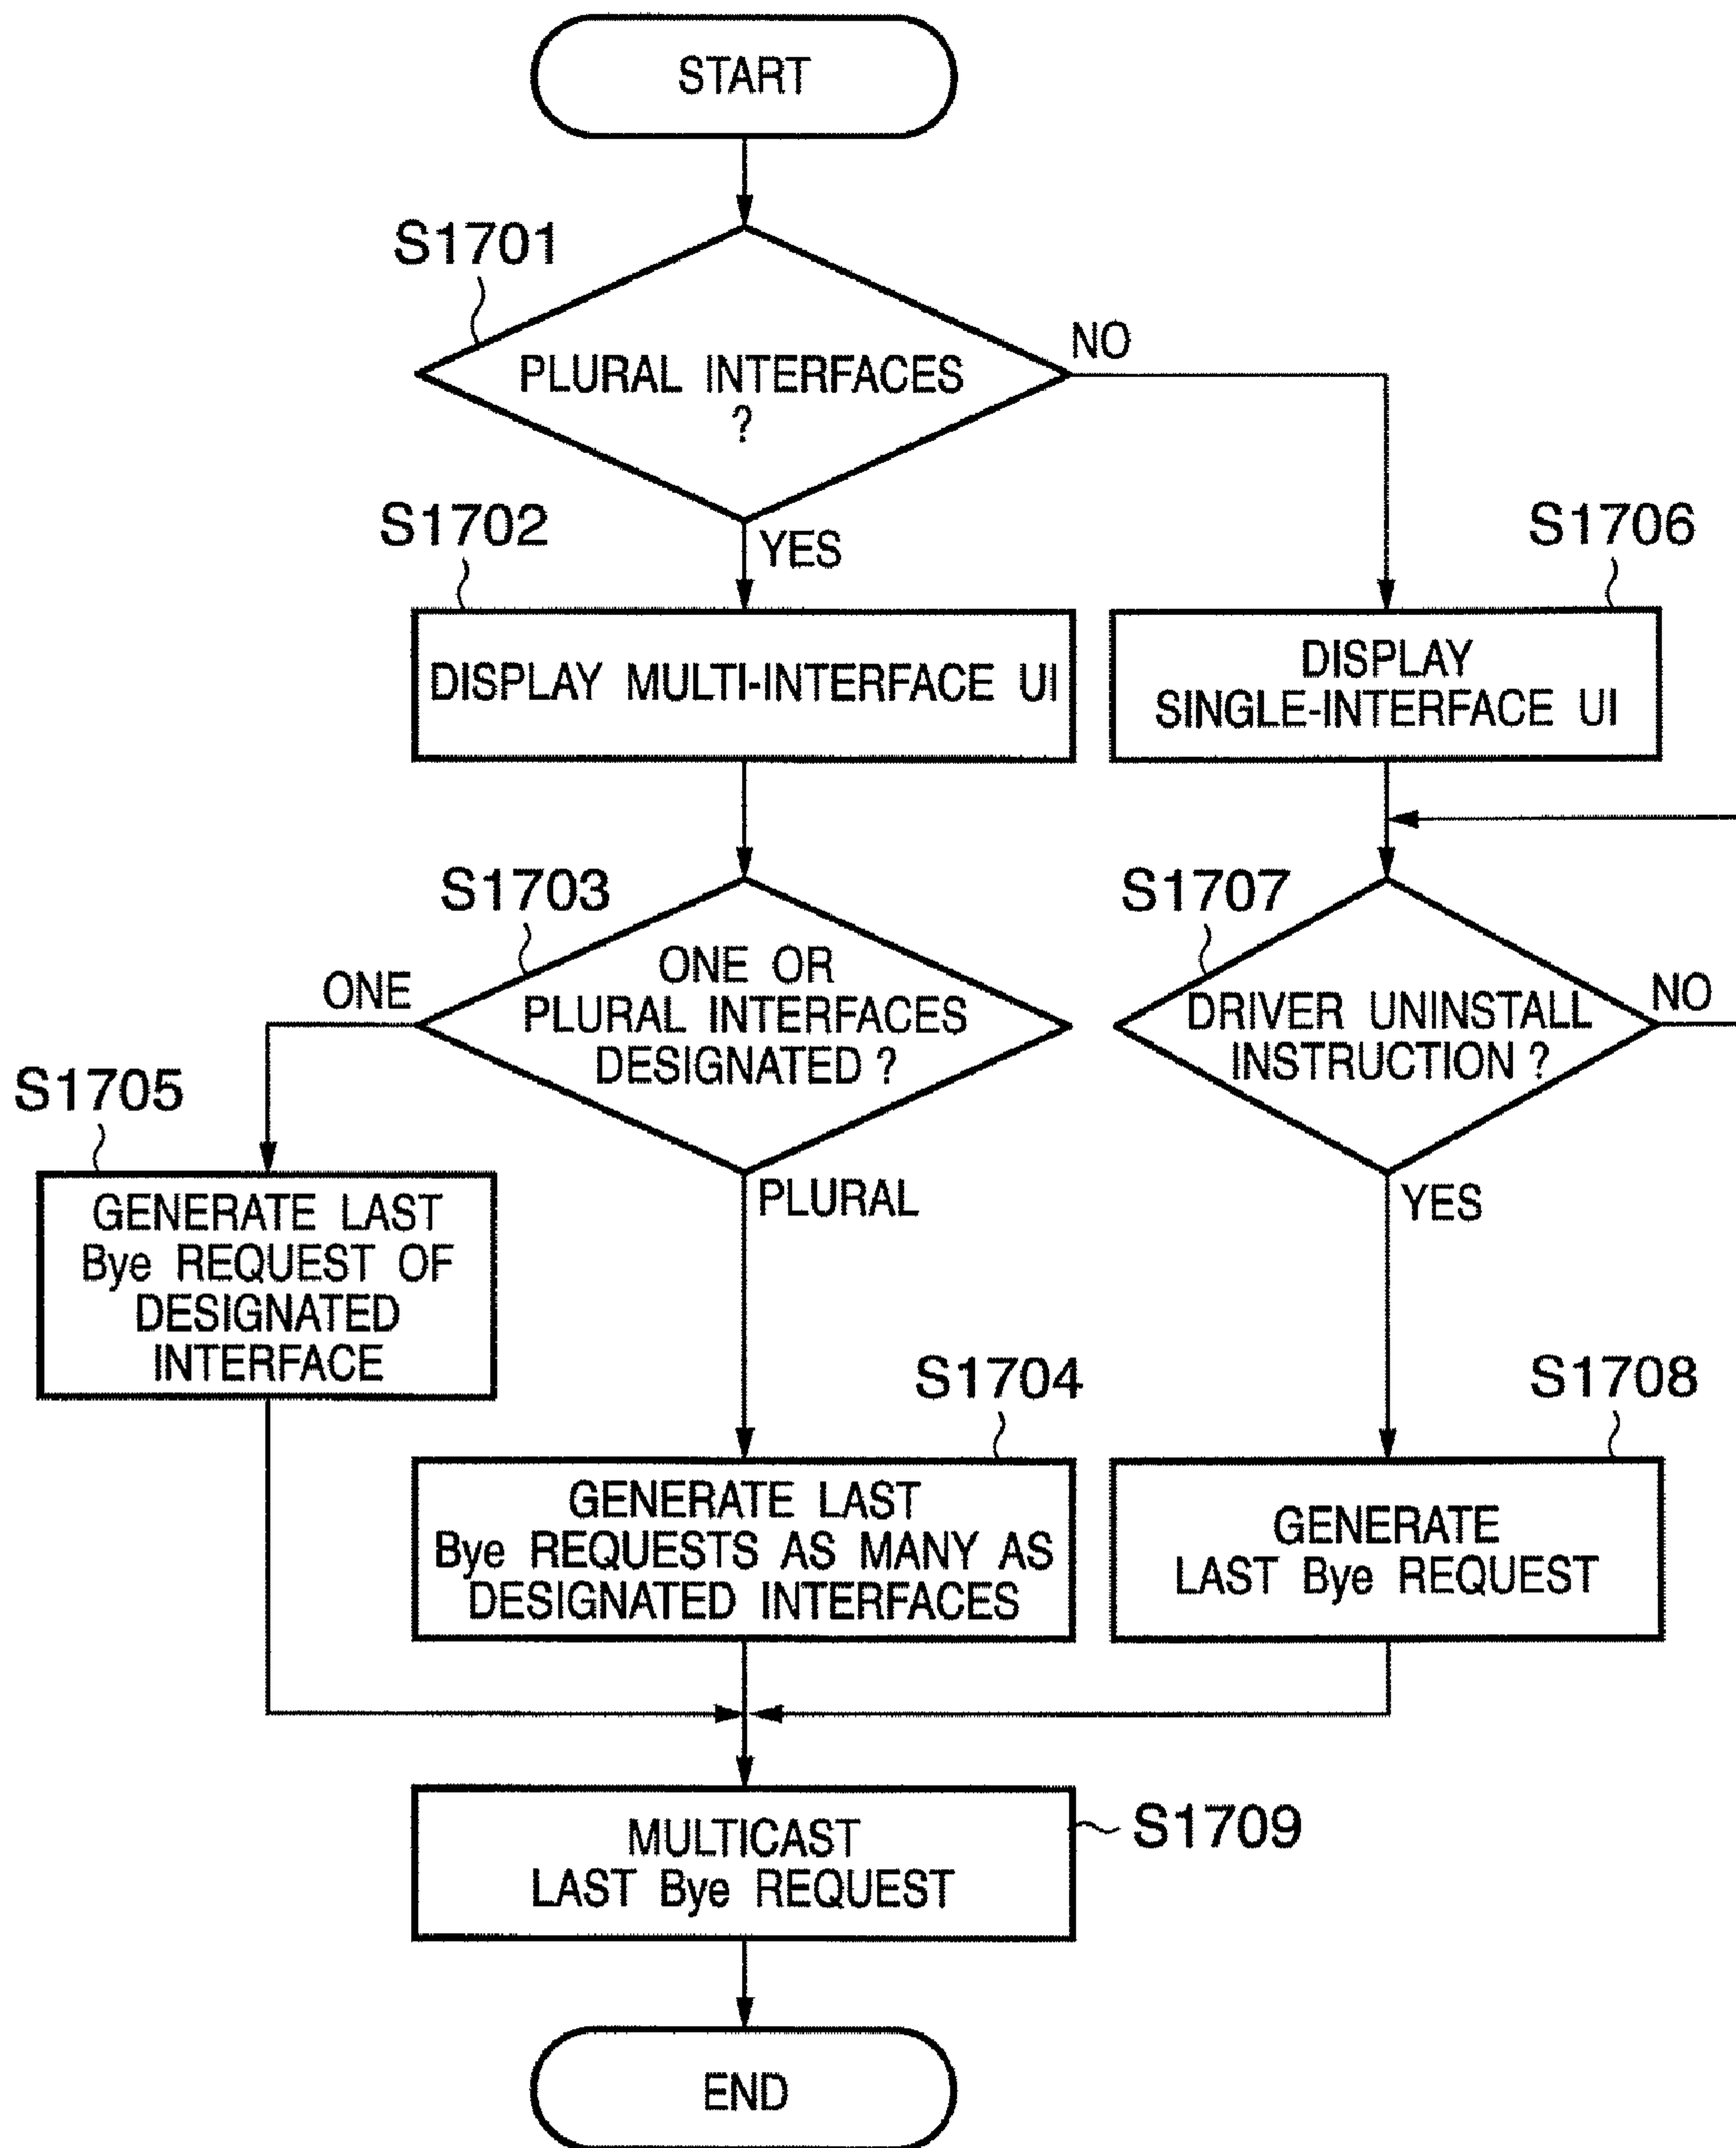 START
S1701
PLURAL INTERFACES
?
NO
YES
S1702
DISPLAY MULTI-INTERFACE UI
S1706
DISPLAY
SINGLE-INTERFACE UI
S1703
ONE OR
PLURAL INTERFACES
DESIGNATED ?
ONE
PLURAL
S1707
DRIVER UNINSTALL
INSTRUCTION ?
NO
YES
S1705
GENERATE LAST
Bye REQUEST OF
DESIGNATED
INTERFACE
S1704
GENERATE LAST
Bye REQUESTS AS MANY AS
DESIGNATED INTERFACES
S1708
GENERATE
LAST Bye REQUEST
MULTICAST
LAST Bye REQUEST
S1709
END